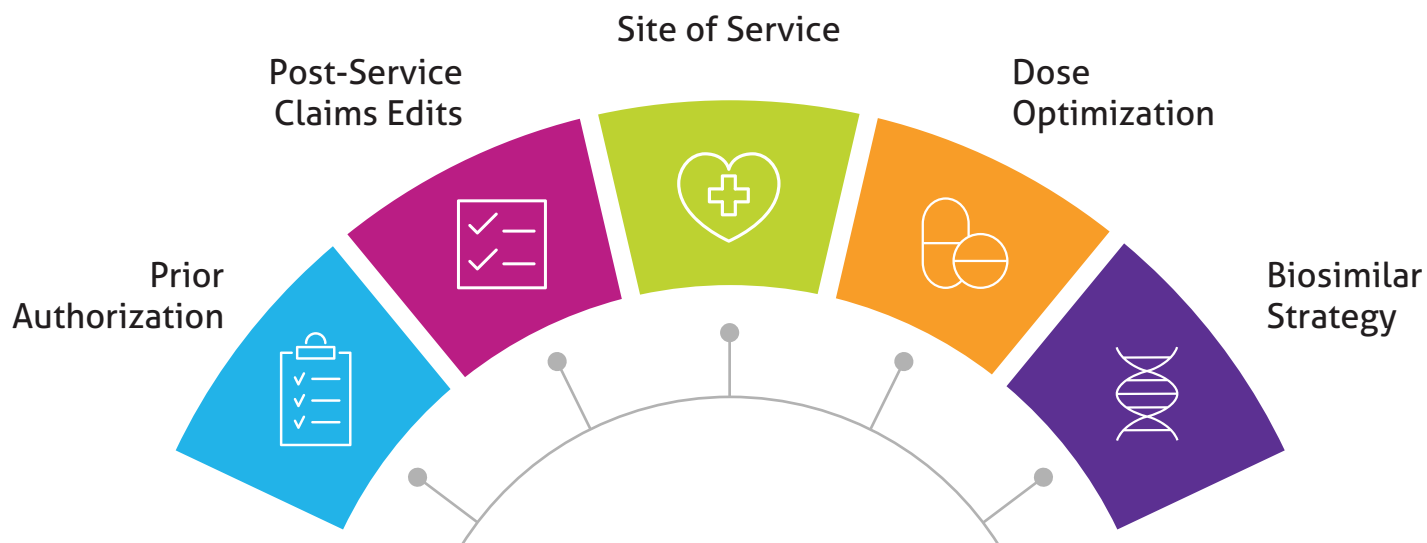 Prior
Authorization
Post-Service
Claims Edits
Site of Service
Dose
Optimization
Biosimilar
Strategy